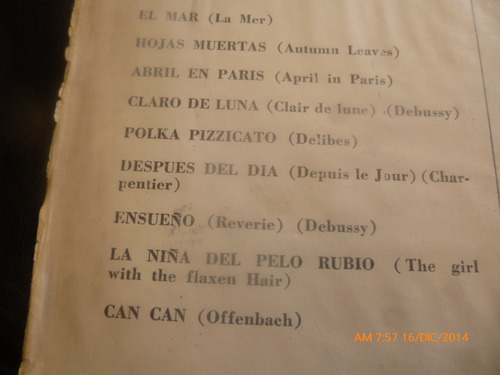 EL MAR (La Mer)
HOJAS MUERTAS (Autumn Leaves)
ABRIL EN PARIS (April in Paris)
CLARO DE LUNA (Clair de lune) (Debussy)
POLKA PIZZICATO (Delibes)
DESPUES DEL DIA (Depuis le Jour) (Char-
pentier)
ENSUEÑO (Reverie) (Debussy)
LA NIÑA DEL PELO RUBIO (The girl
with the flaxen Hair)
CAN CAN (Offenbach)
AM 7:57 16/DIC/2014